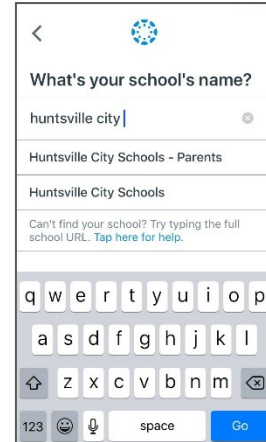 What's your school's name?
huntsville city
Huntsville City Schools - Parents
Huntsville City Schools
Can't find your school? Try typing the full
school URL. Tap here for help.
q w e r t y u i o p
a s d f g h j k l
z x c v b n m
123 space Go